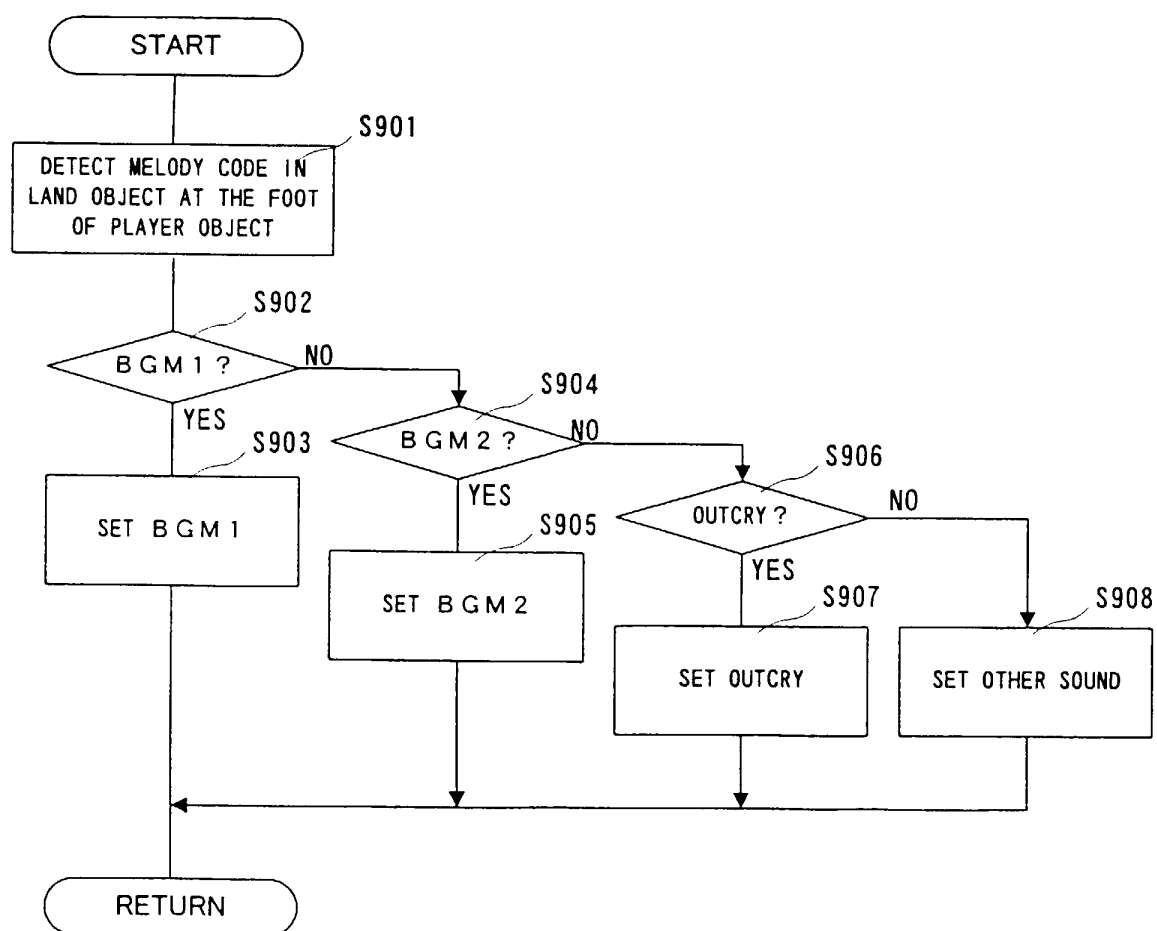 START
S901
DETECT MELODY CODE IN
LAND OBJECT AT THE FOOT
OF PLAYER OBJECT
S902
BGM1?
NO
YES
S904
BGM2?
NO
YES
S903
SET BGM1
S906
OUTCRY?
NO
YES
S905
SET BGM2
S907
SET OUTCRY
S908
SET OTHER SOUND
RETURN